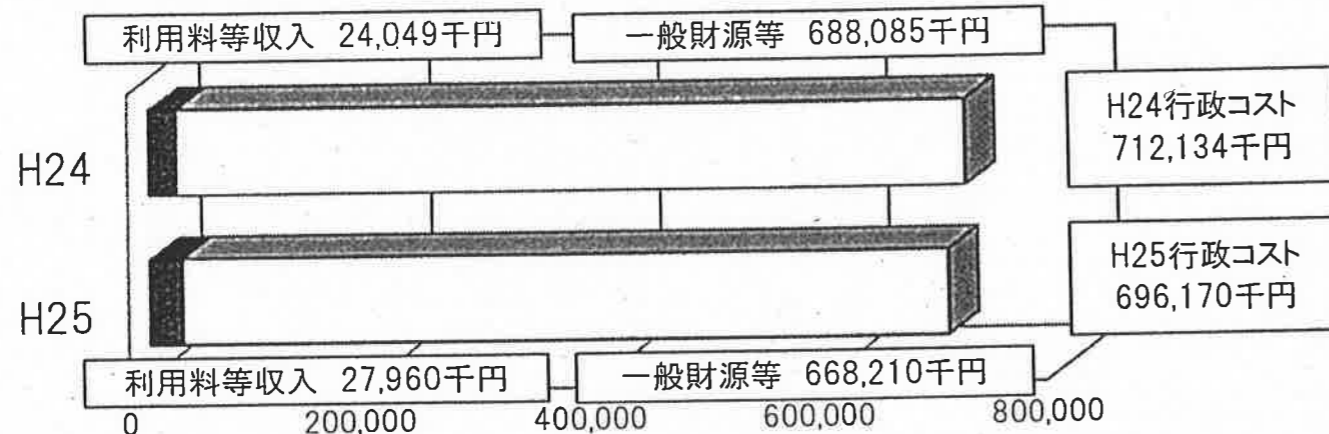 利用料等収入 24,049千円
一般財源等 688,085千円
H24行政コスト
712,134千円
H24
H25行政コスト
696,170千円
H25
利用料等収入 27,960千円
一般財源等 668,210千円
0 200,000 400,000 600,000 800,000